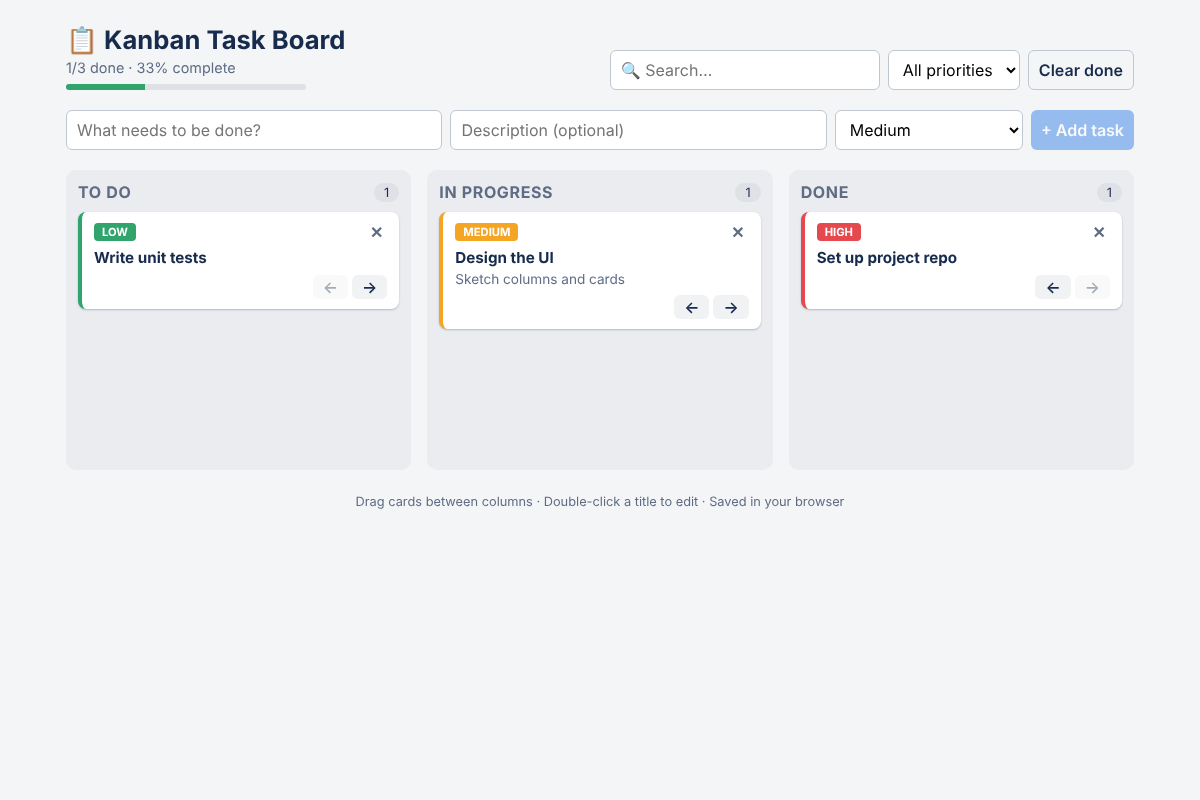 📋 Kanban Task Board
1/3 done · 33% complete
🔍 Search...
All priorities
Clear done
What needs to be done?
Description (optional)
Medium
+ Add task
TO DO
1
LOW
✕
Write unit tests
← →
IN PROGRESS
1
MEDIUM
✕
Design the UI
Sketch columns and cards
← →
DONE
1
HIGH
✕
Set up project repo
← →
Drag cards between columns · Double-click a title to edit · Saved in your browser